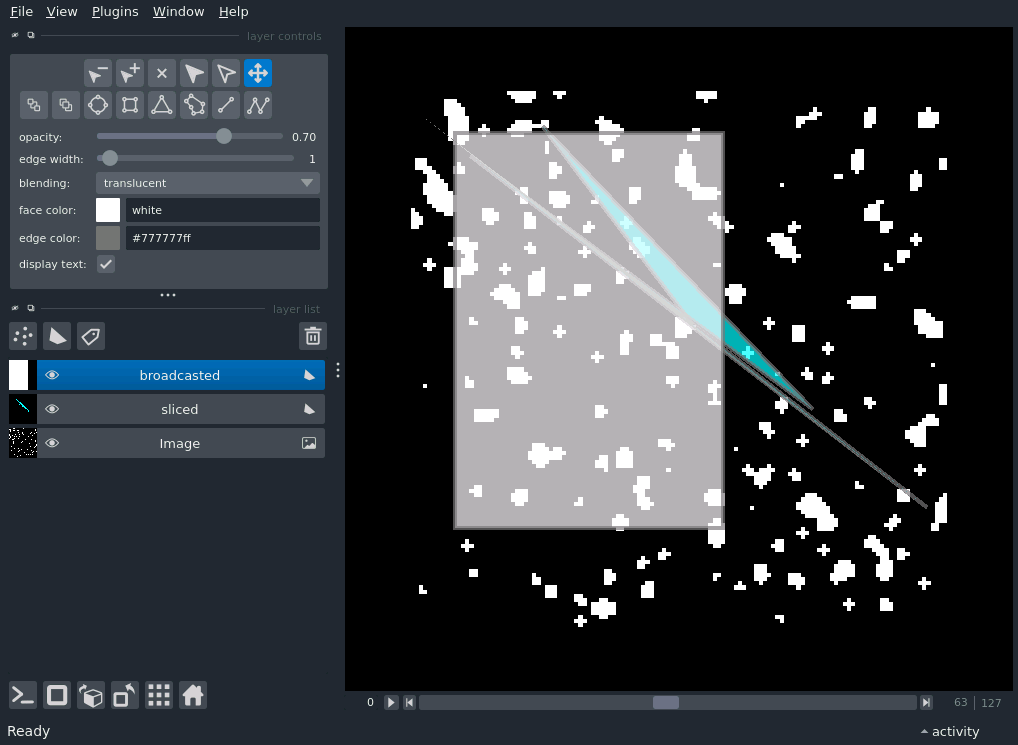 File View Plugins Window Help
layer controls
opacity: 0.70
edge width: 1
blending: translucent
face color: white
edge color: #777777ff
display text:
layer list
broadcasted
sliced
Image
0 63 | 127
Ready activity